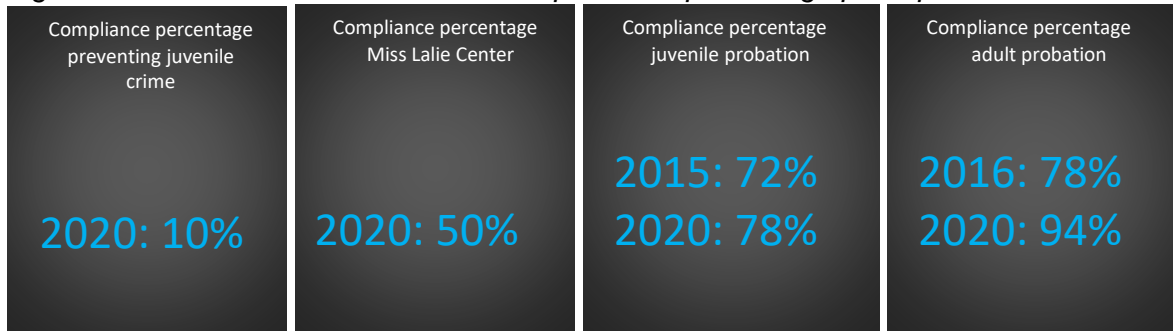 Compliance percentage
preventing juvenile
crime
2020: 10%
Compliance percentage
Miss Lalie Center
2020: 50%
Compliance percentage
juvenile probation
2015: 72%
2020: 78%
Compliance percentage
adult probation
2016: 78%
2020: 94%